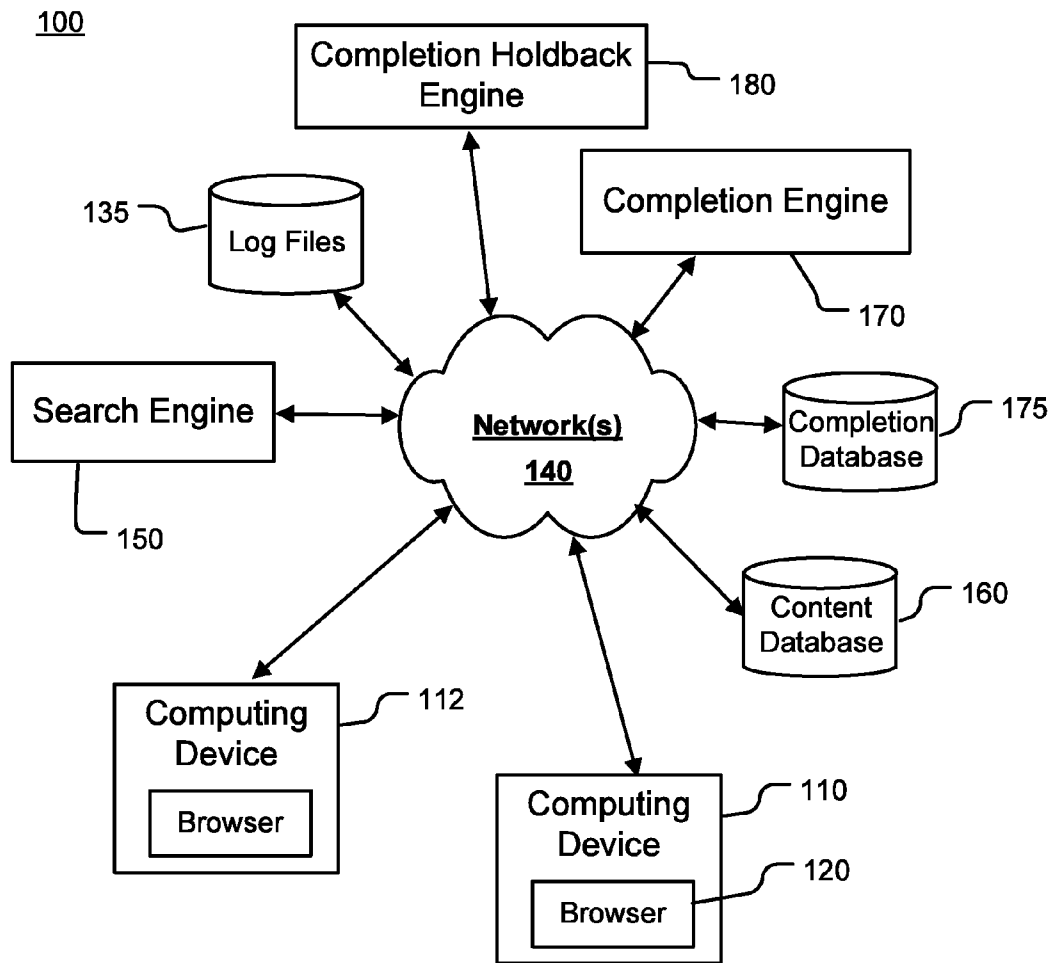 100
Completion Holdback
Engine
180
135
Log Files
Completion Engine
170
Search Engine
150
Network(s)
140
Completion
Database
175
Content
Database
160
Computing
Device
Browser
112
Computing
Device
Browser
110
120